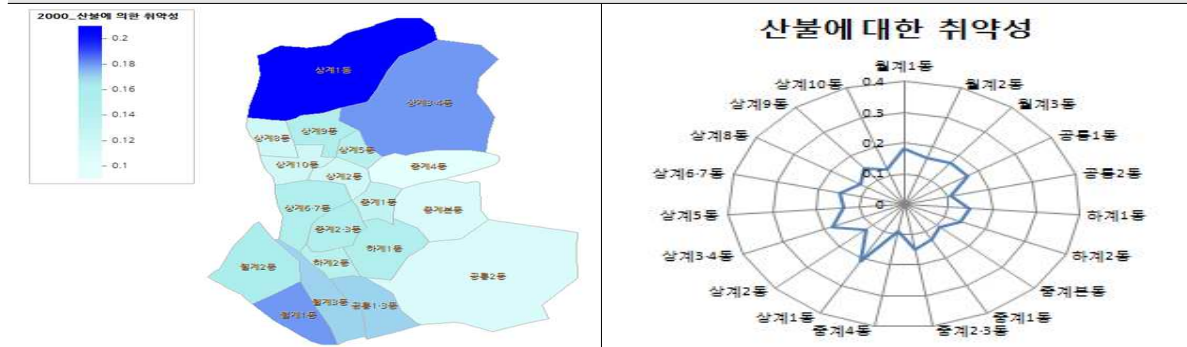 2000_산불에 의한 취약성
0.2
0.18
0.16
0.14
0.12
0.1
상계1동
상계3·4동
상계9동
상계8동
상계5동
상계10동
중계4동
상계2동
중계1동
상계6·7동
중계본동
중계2·3동
하계1동
하계2동
월계2동
공릉2동
월계3동
공릉1·3동
월계1동
산불에 대한 취약성
월계1동
월계2동
월계3동
공릉1동
공릉2동
하계1동
하계2동
중계본동
중계1동
중계2·3동
중계4동
상계1동
상계2동
상계3·4동
상계5동
상계6·7동
상계8동
상계9동
상계10동
0.4
0.3
0.2
0.1
0